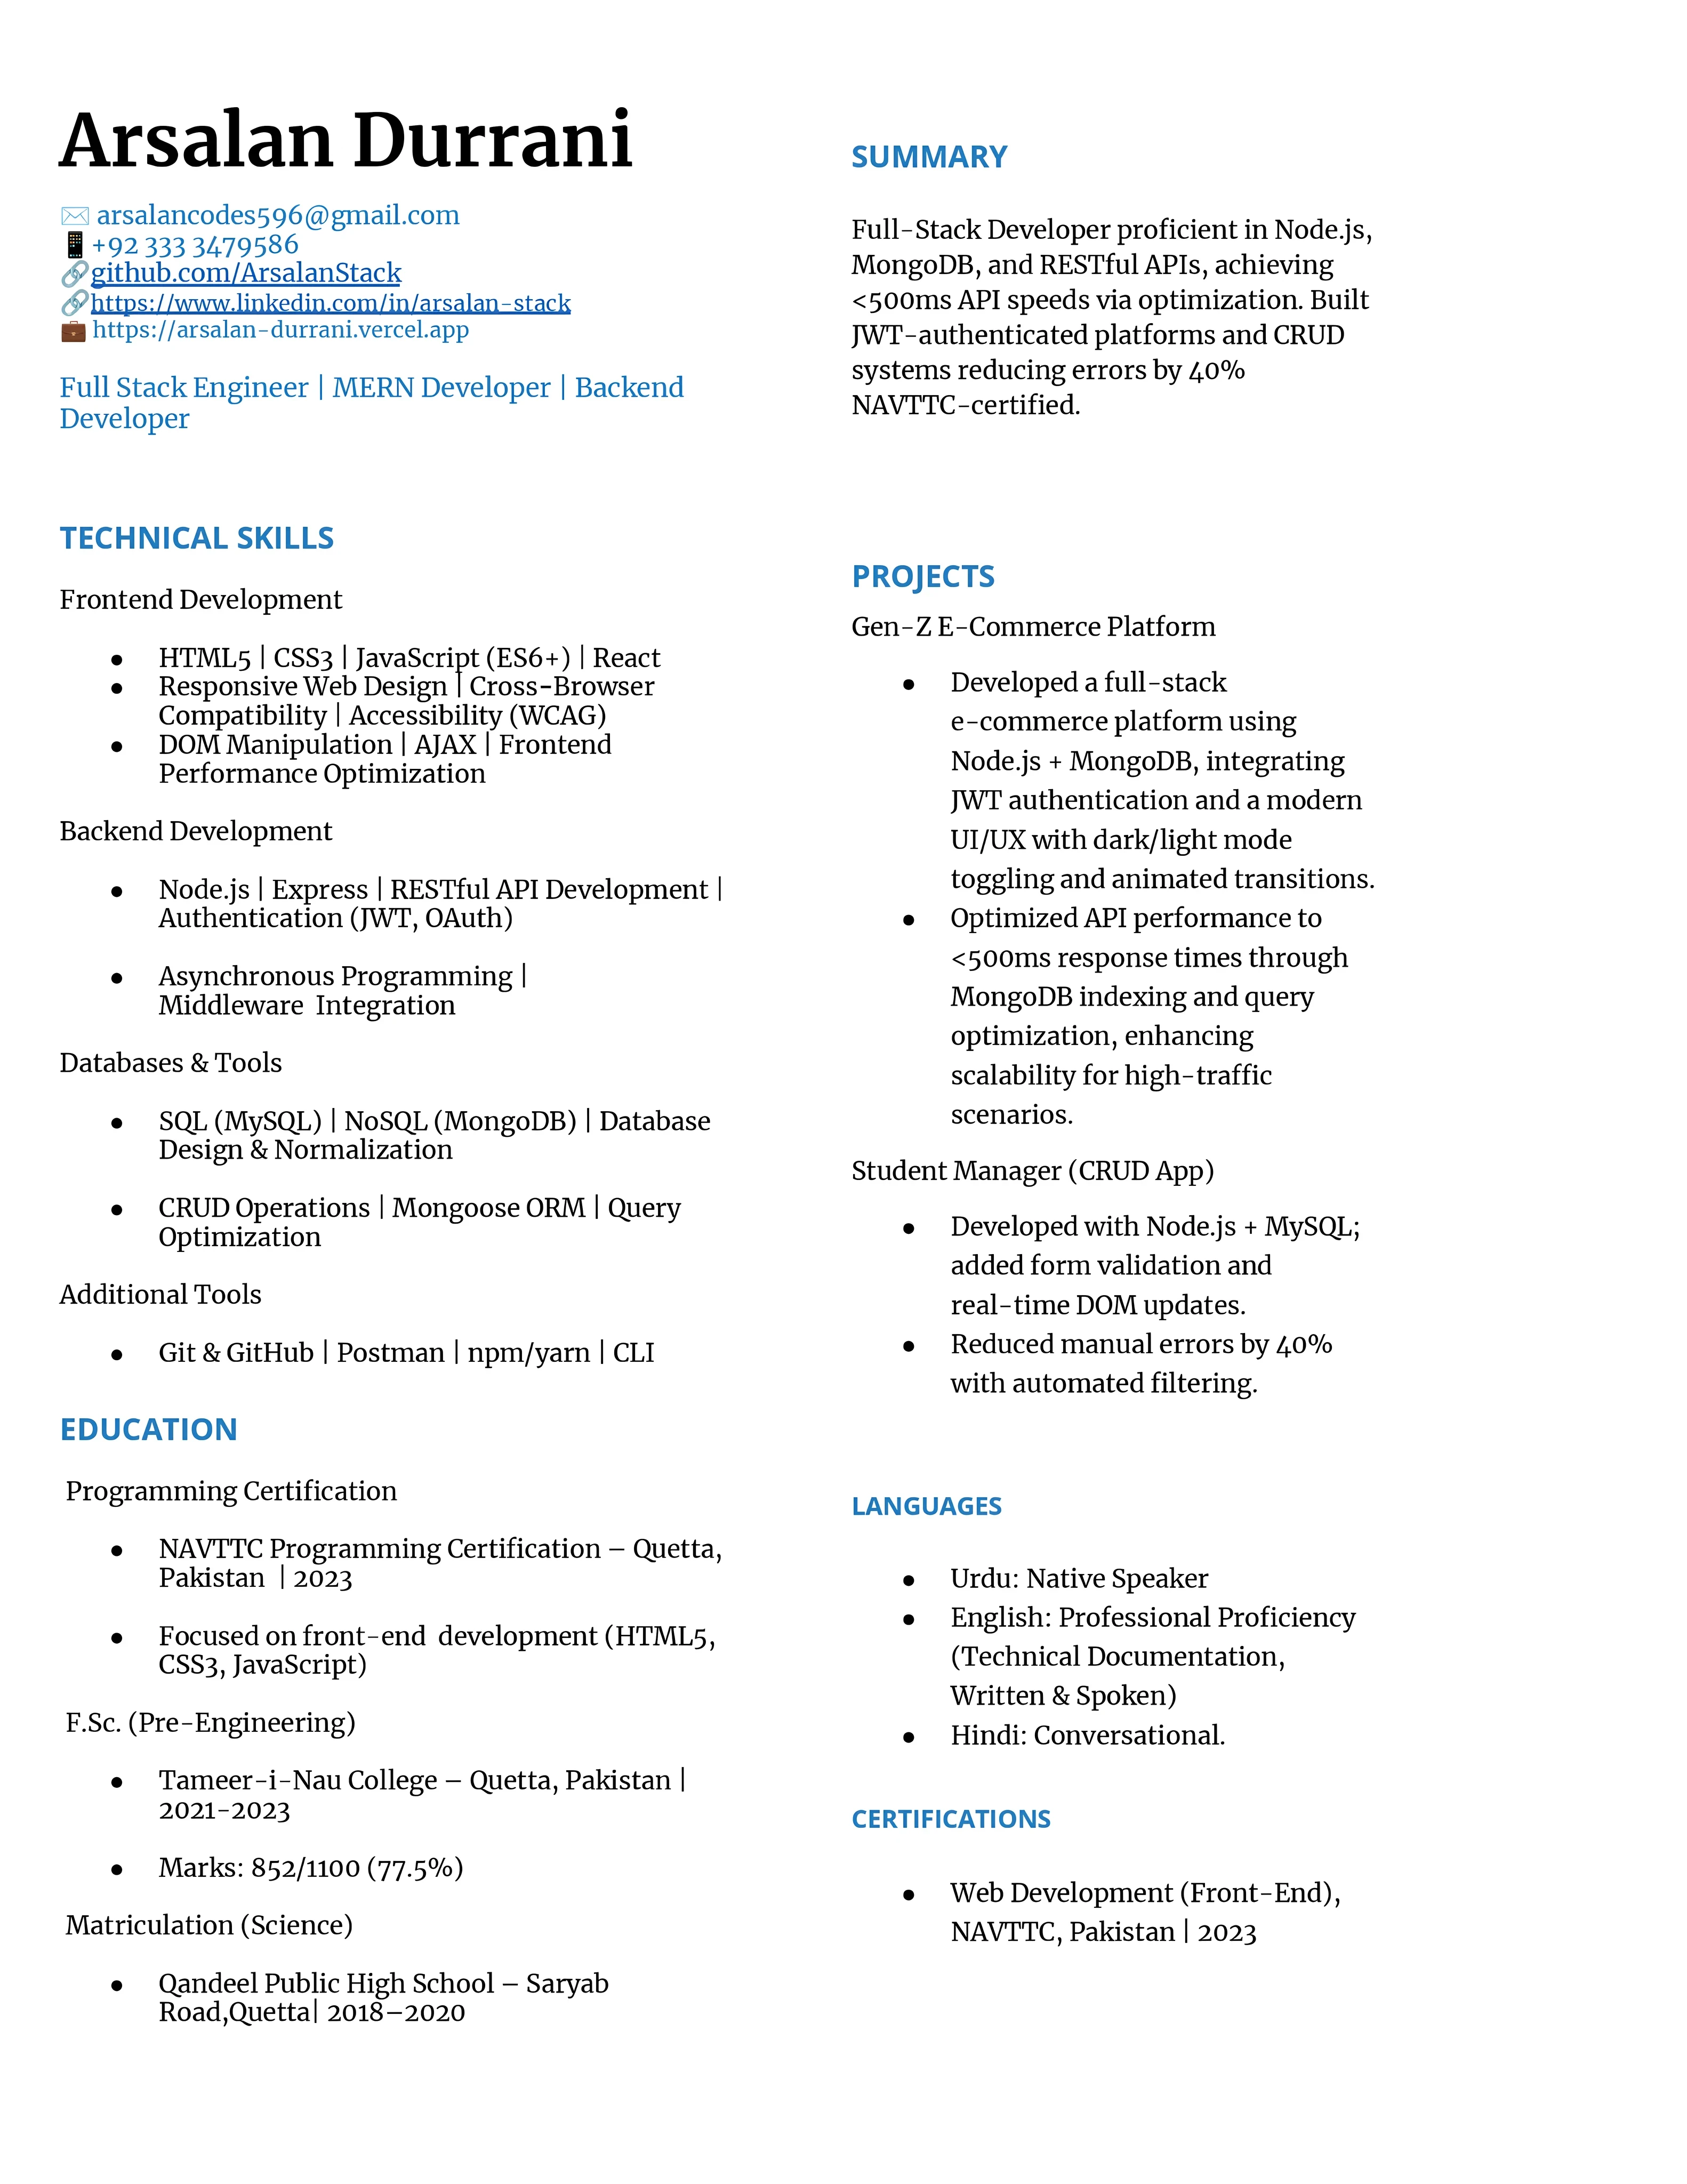 Arsalan Durrani
✉️ arsalancodes596@gmail.com
📱+92 333 3479586
🔗github.com/ArsalanStack
🔗https://www.linkedin.com/in/arsalan-stack
💼 https://arsalan-durrani.vercel.app
Full Stack Engineer | MERN Developer | Backend
Developer
TECHNICAL SKILLS
Frontend Development
● HTML5 | CSS3 | JavaScript (ES6+) | React
● Responsive Web Design | Cross-Browser
Compatibility | Accessibility (WCAG)
● DOM Manipulation | AJAX | Frontend
Performance Optimization
Backend Development
● Node.js | Express | RESTful API Development |
Authentication (JWT, OAuth)
● Asynchronous Programming |
Middleware  Integration
Databases & Tools
● SQL (MySQL) | NoSQL (MongoDB) | Database
Design & Normalization
● CRUD Operations | Mongoose ORM | Query
Optimization
Additional Tools
● Git & GitHub | Postman | npm/yarn | CLI
EDUCATION
Programming Certification
● NAVTTC Programming Certification – Quetta,
Pakistan  | 2023
● Focused on front-end  development (HTML5,
CSS3, JavaScript)
F.Sc. (Pre-Engineering)
● Tameer-i-Nau College – Quetta, Pakistan |
2021-2023
● Marks: 852/1100 (77.5%)
Matriculation (Science)
● Qandeel Public High School – Saryab
Road,Quetta| 2018–2020
SUMMARY
Full-Stack Developer proficient in Node.js,
MongoDB, and RESTful APIs, achieving
<500ms API speeds via optimization. Built
JWT-authenticated platforms and CRUD
systems reducing errors by 40%
NAVTTC-certified.
PROJECTS
Gen-Z E-Commerce Platform
● Developed a full-stack
e-commerce platform using
Node.js + MongoDB, integrating
JWT authentication and a modern
UI/UX with dark/light mode
toggling and animated transitions.
● Optimized API performance to
<500ms response times through
MongoDB indexing and query
optimization, enhancing
scalability for high-traffic
scenarios.
Student Manager (CRUD App)
● Developed with Node.js + MySQL;
added form validation and
real-time DOM updates.
● Reduced manual errors by 40%
with automated filtering.
LANGUAGES
● Urdu: Native Speaker
● English: Professional Proficiency
(Technical Documentation,
Written & Spoken)
● Hindi: Conversational.
CERTIFICATIONS
● Web Development (Front-End),
NAVTTC, Pakistan | 2023